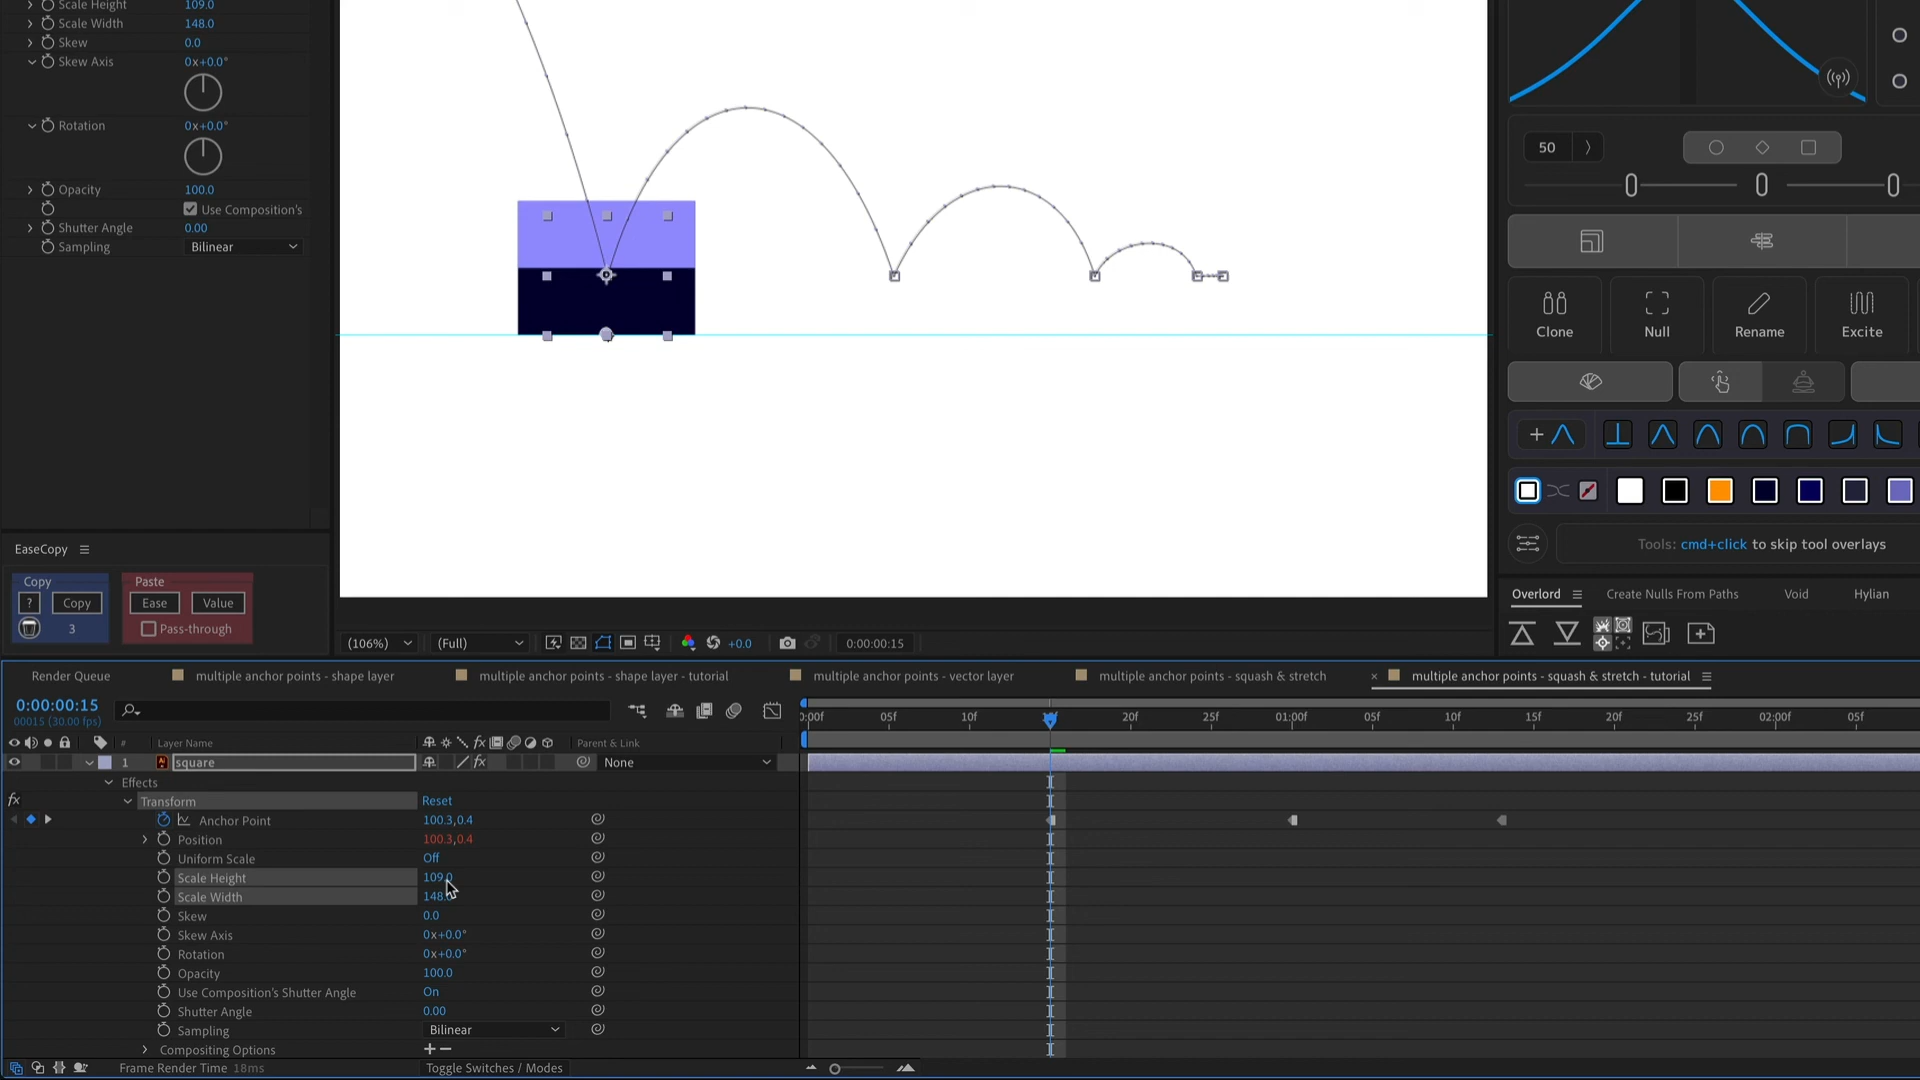 Scale Height 109.0
Scale Width 148.0
Skew 0.0
Skew Axis 0x+0.0°
Rotation 0x+0.0°
Opacity 100.0
Use Composition's
Shutter Angle 0.00
Sampling Bilinear
EaseCopy
Copy
? Copy
3
Paste
Ease Value
Pass-through
(106%) (Full) +0.0 0:00:00:15
50
Clone Null Rename Excite
Tools: cmd+click to skip tool overlays
Overlord Create Nulls From Paths Void Hylian
Render Queue multiple anchor points - shape layer multiple anchor points - shape layer - tutorial multiple anchor points - vector layer multiple anchor points - squash & stretch × multiple anchor points - squash & stretch - tutorial
0:00:00:15
00015 (30.00 fps)
05f 10f 20f 25f 01:00f 05f 10f 15f 20f 25f 02:00f 05f
# Layer Name fx Parent & Link
1 square fx None
Effects
fx Transform Reset
Anchor Point 100.3,0.4
Position 100.3,0.4
Uniform Scale Off
Scale Height 109.0
Scale Width 148.
Skew 0.0
Skew Axis 0x+0.0°
Rotation 0x+0.0°
Opacity 100.0
Use Composition's Shutter Angle On
Shutter Angle 0.00
Sampling Bilinear
Compositing Options + −
Frame Render Time 18ms Toggle Switches / Modes